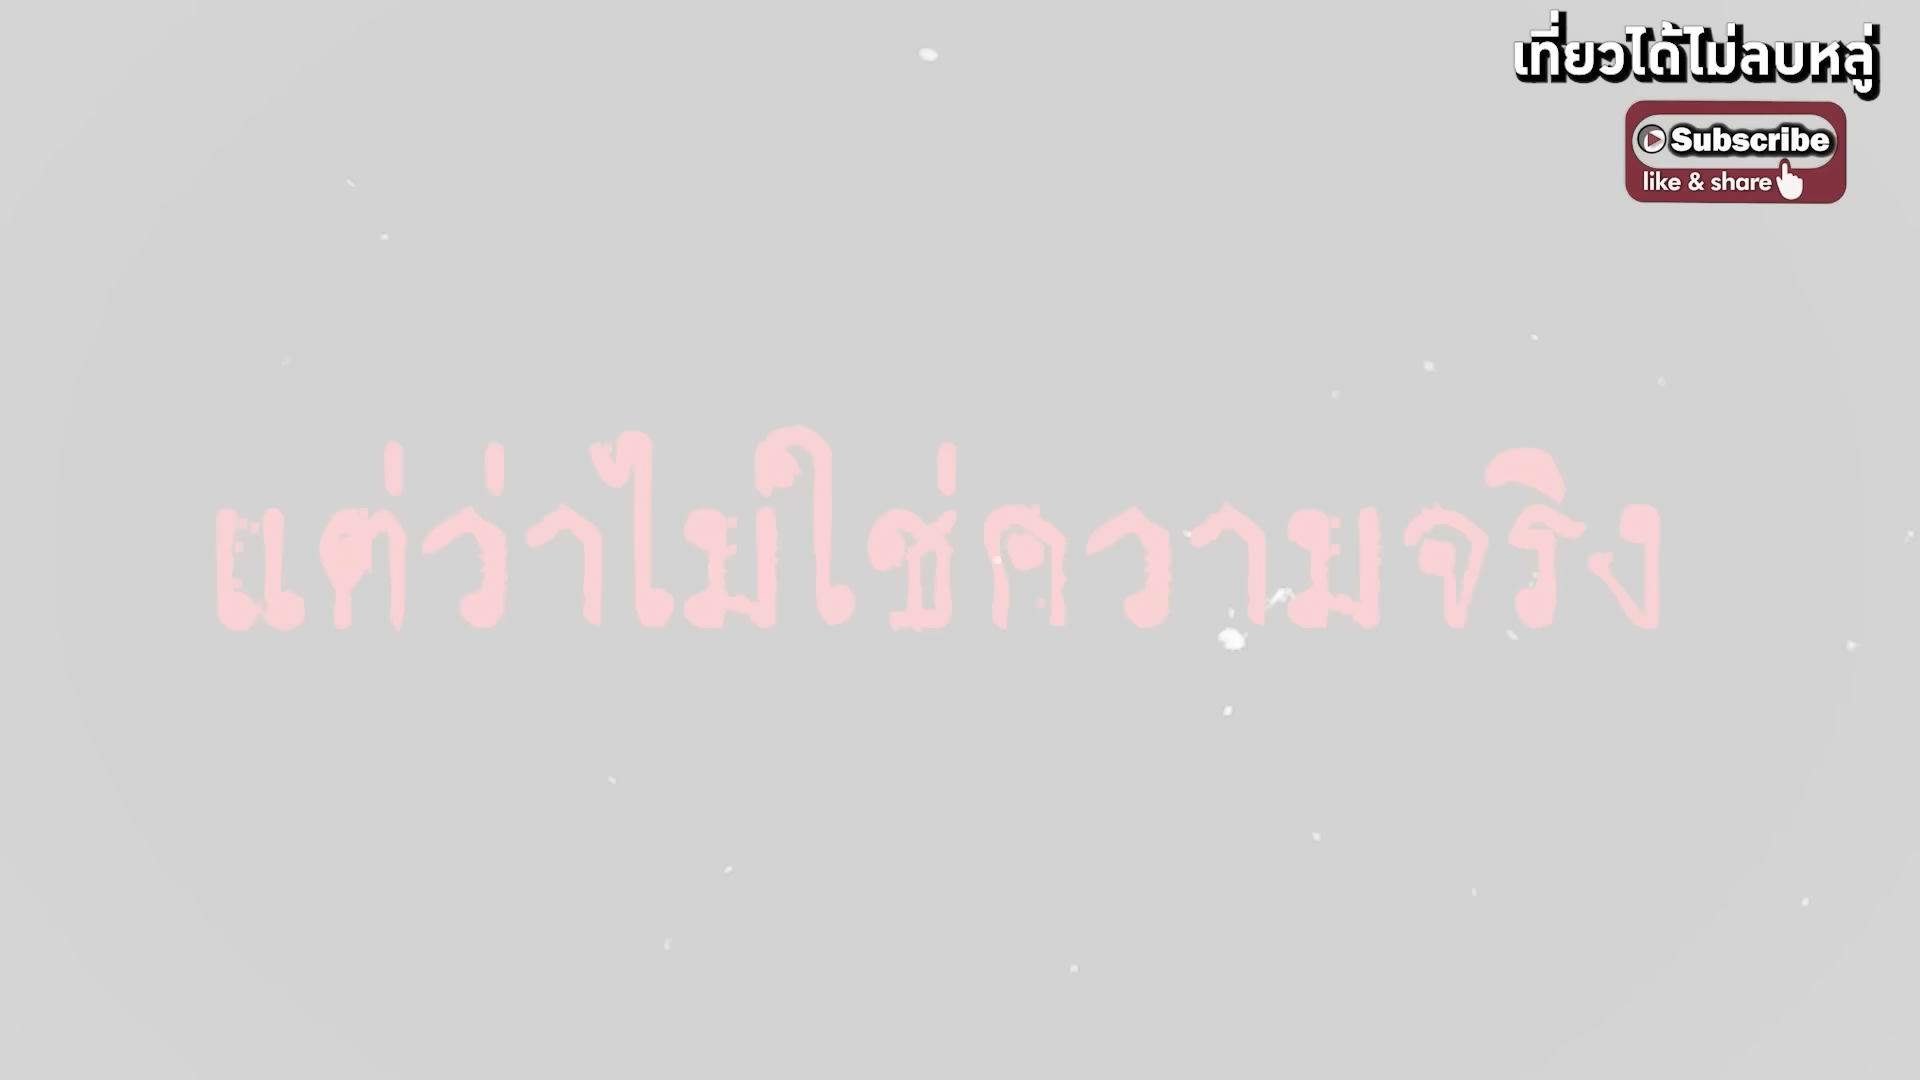 เที่ยวได้ไม่ลบหลู่
Subscribe
like & share
แต่ว่าไม่ใช่ความจริง